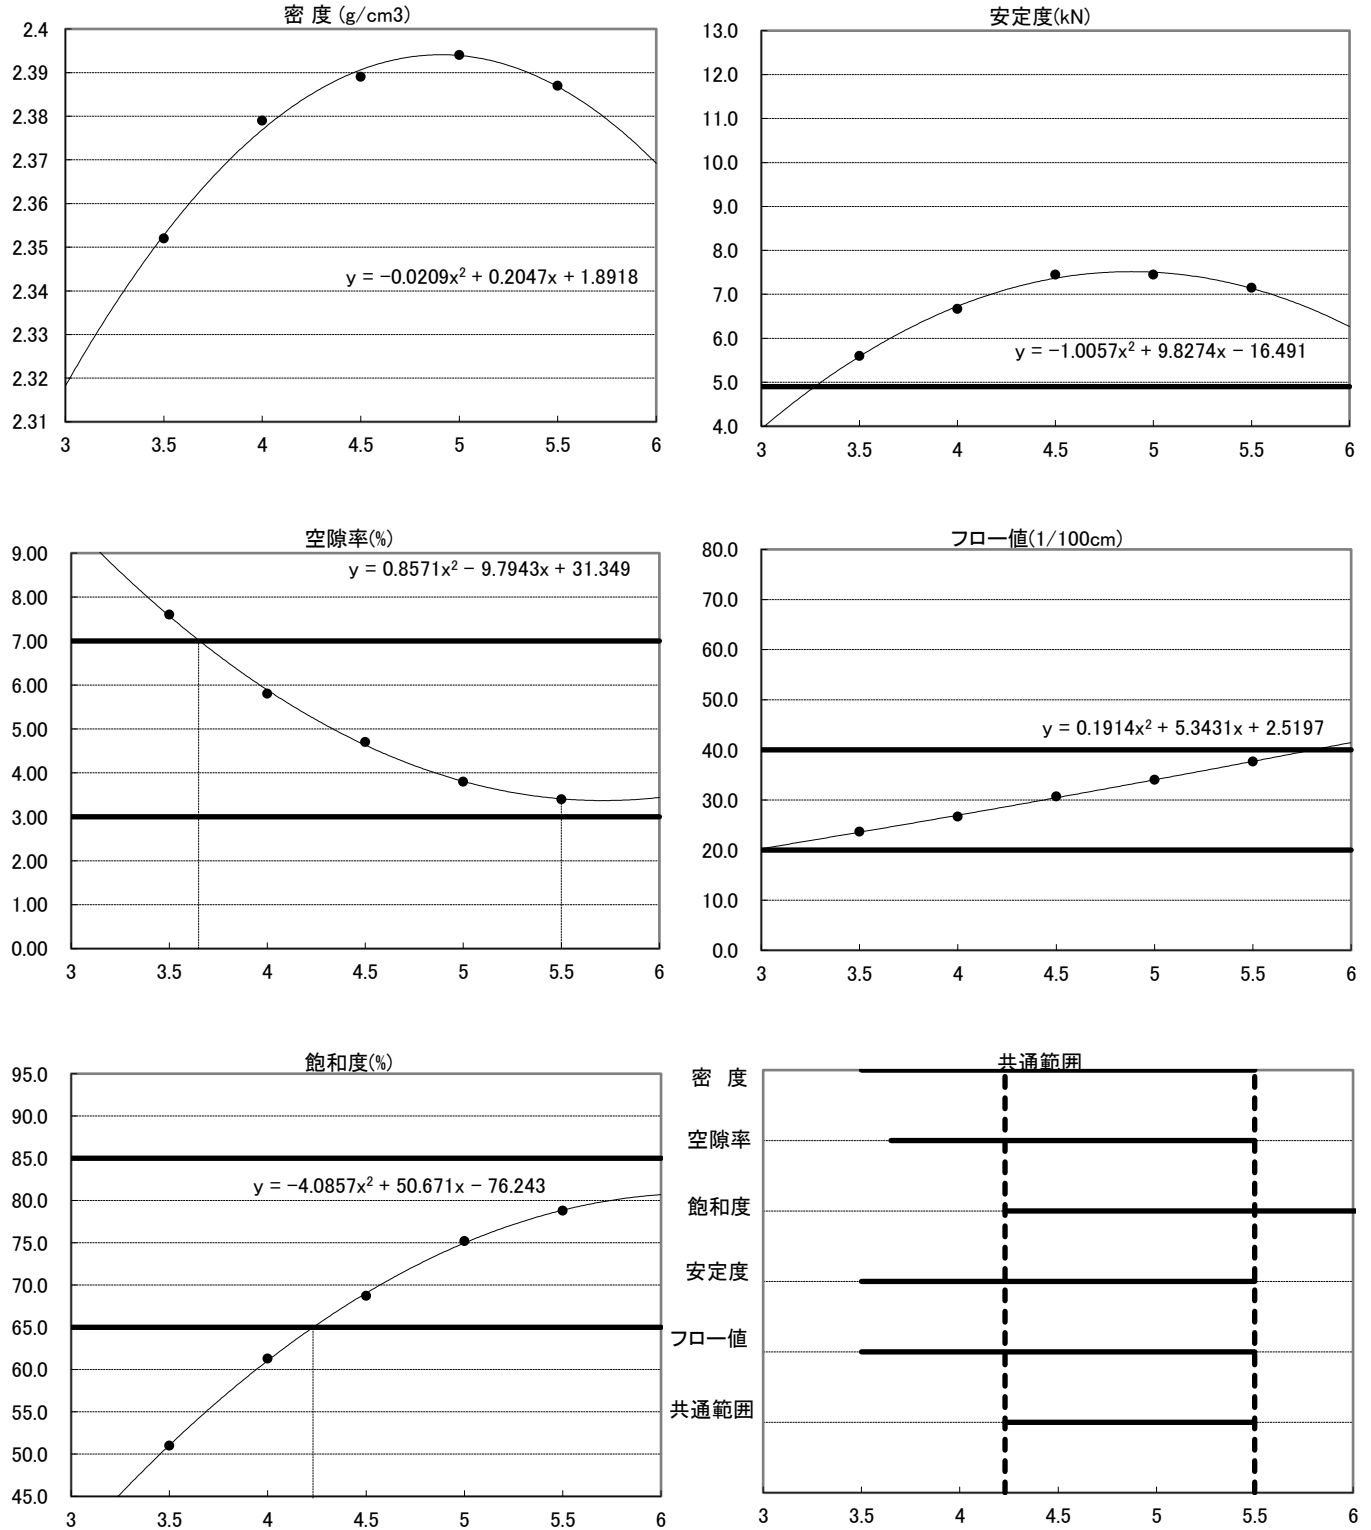 密 度 (g/cm3)
2.4
2.39
2.38
2.37
2.36
2.35
2.34
2.33
2.32
2.31
y = −0.0209x² + 0.2047x + 1.8918
3 3.5 4 4.5 5 5.5 6
安定度(kN)
13.0
12.0
11.0
10.0
9.0
8.0
7.0
6.0
5.0
4.0
y = −1.0057x² + 9.8274x − 16.491
3 3.5 4 4.5 5 5.5 6
空隙率(%)
9.00
8.00
7.00
6.00
5.00
4.00
3.00
2.00
1.00
0.00
y = 0.8571x² − 9.7943x + 31.349
3 3.5 4 4.5 5 5.5 6
フロー値(1/100cm)
80.0
70.0
60.0
50.0
40.0
30.0
20.0
10.0
0.0
y = 0.1914x² + 5.3431x + 2.5197
3 3.5 4 4.5 5 5.5 6
飽和度(%)
95.0
90.0
85.0
80.0
75.0
70.0
65.0
60.0
55.0
50.0
45.0
y = −4.0857x² + 50.671x − 76.243
3 3.5 4 4.5 5 5.5 6
共通範囲
密 度
空隙率
飽和度
安定度
フロー値
共通範囲
3 3.5 4 4.5 5 5.5 6